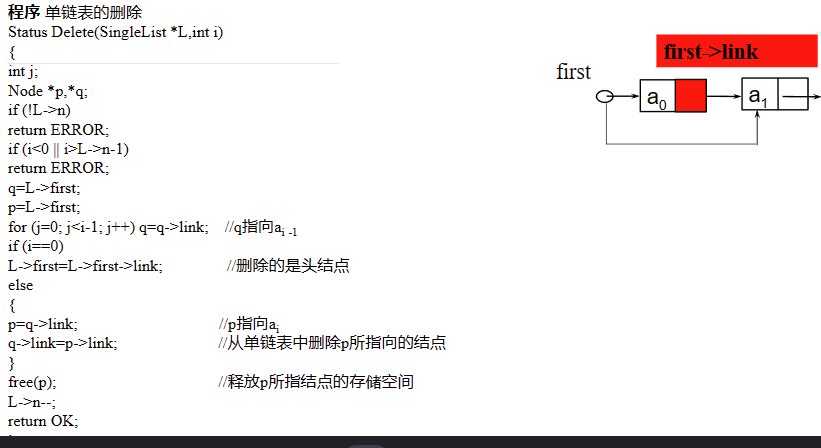 程序 单链表的删除
Status Delete(SingleList *L,int i)
{
int j;
Node *p,*q;
if (!L->n)
return ERROR;
if (i<0 || i>L->n-1)
return ERROR;
q=L->first;
p=L->first;
for (j=0; j<i-1; j++) q=q->link; //q指向ai -1
if (i==0)
L->first=L->first->link; //删除的是头结点
else
{
p=q->link; //p指向ai
q->link=p->link; //从单链表中删除p所指向的结点
}
free(p); //释放p所指结点的存储空间
L->n--;
return OK;
first->link
first
a0
a1